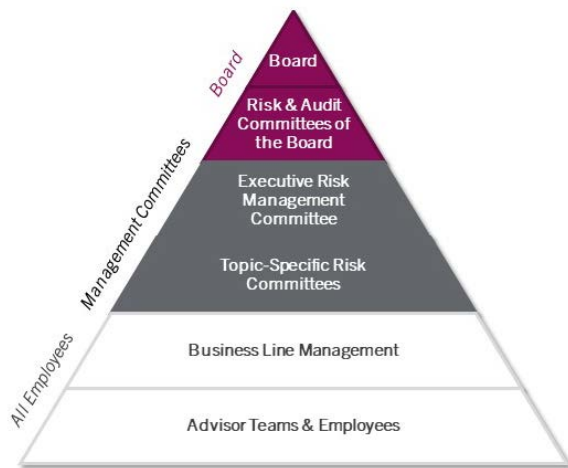 Board
Board
Risk & Audit
Committees of
the Board
Management Committees
Executive Risk
Management
Committee
Topic-Specific Risk
Committees
All Employees
Business Line Management
Advisor Teams & Employees